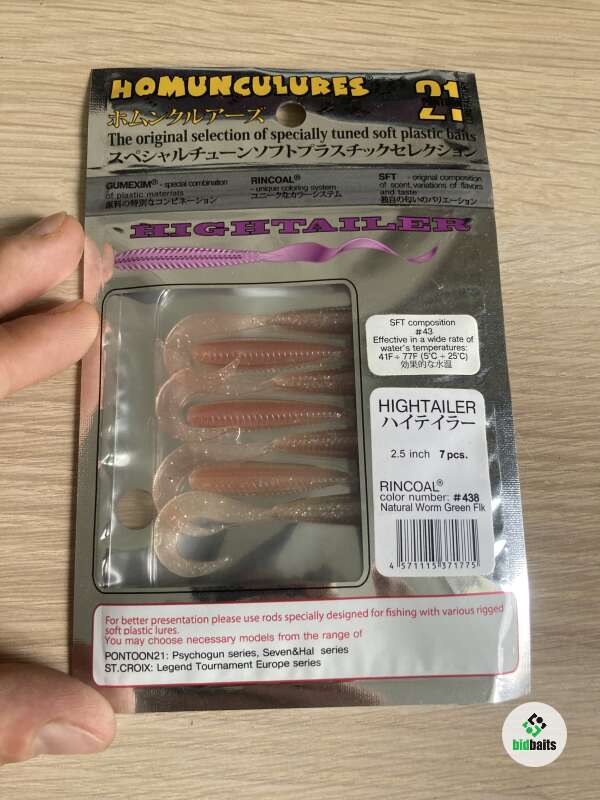 HOMUNCULURES®
21
ホムンクルアーズ
The original selection of specially tuned soft plastic baits
スペシャルチューンソフトプラスチックセレクション
GUMEXIM® - special combination
of plastic materials
原料の特別なコンビネーション
RINCOAL®
- unique coloring system
ユニークなカラーシステム
SFT - original composition
of scent, variations of flavors
and taste
独自の匂いのバリエーション
HIGHTAILER
SFT composition
#43
Effective in a wide rate of
water's temperatures:
41F÷77F (5°C ÷ 25°C)
効果的な水温
HIGHTAILER
ハイテイラー
2.5 inch 7 pcs.
RINCOAL®
color number: #438
Natural Worm Green Flk
4 571115 371775
For better presentation please use rods specially designed for fishing with various rigged
soft plastic lures.
You may choose necessary models from the range of
PONTOON21: Psychogun series, Seven&Hal series
ST.CROIX: Legend Tournament Europe series
bidbaits